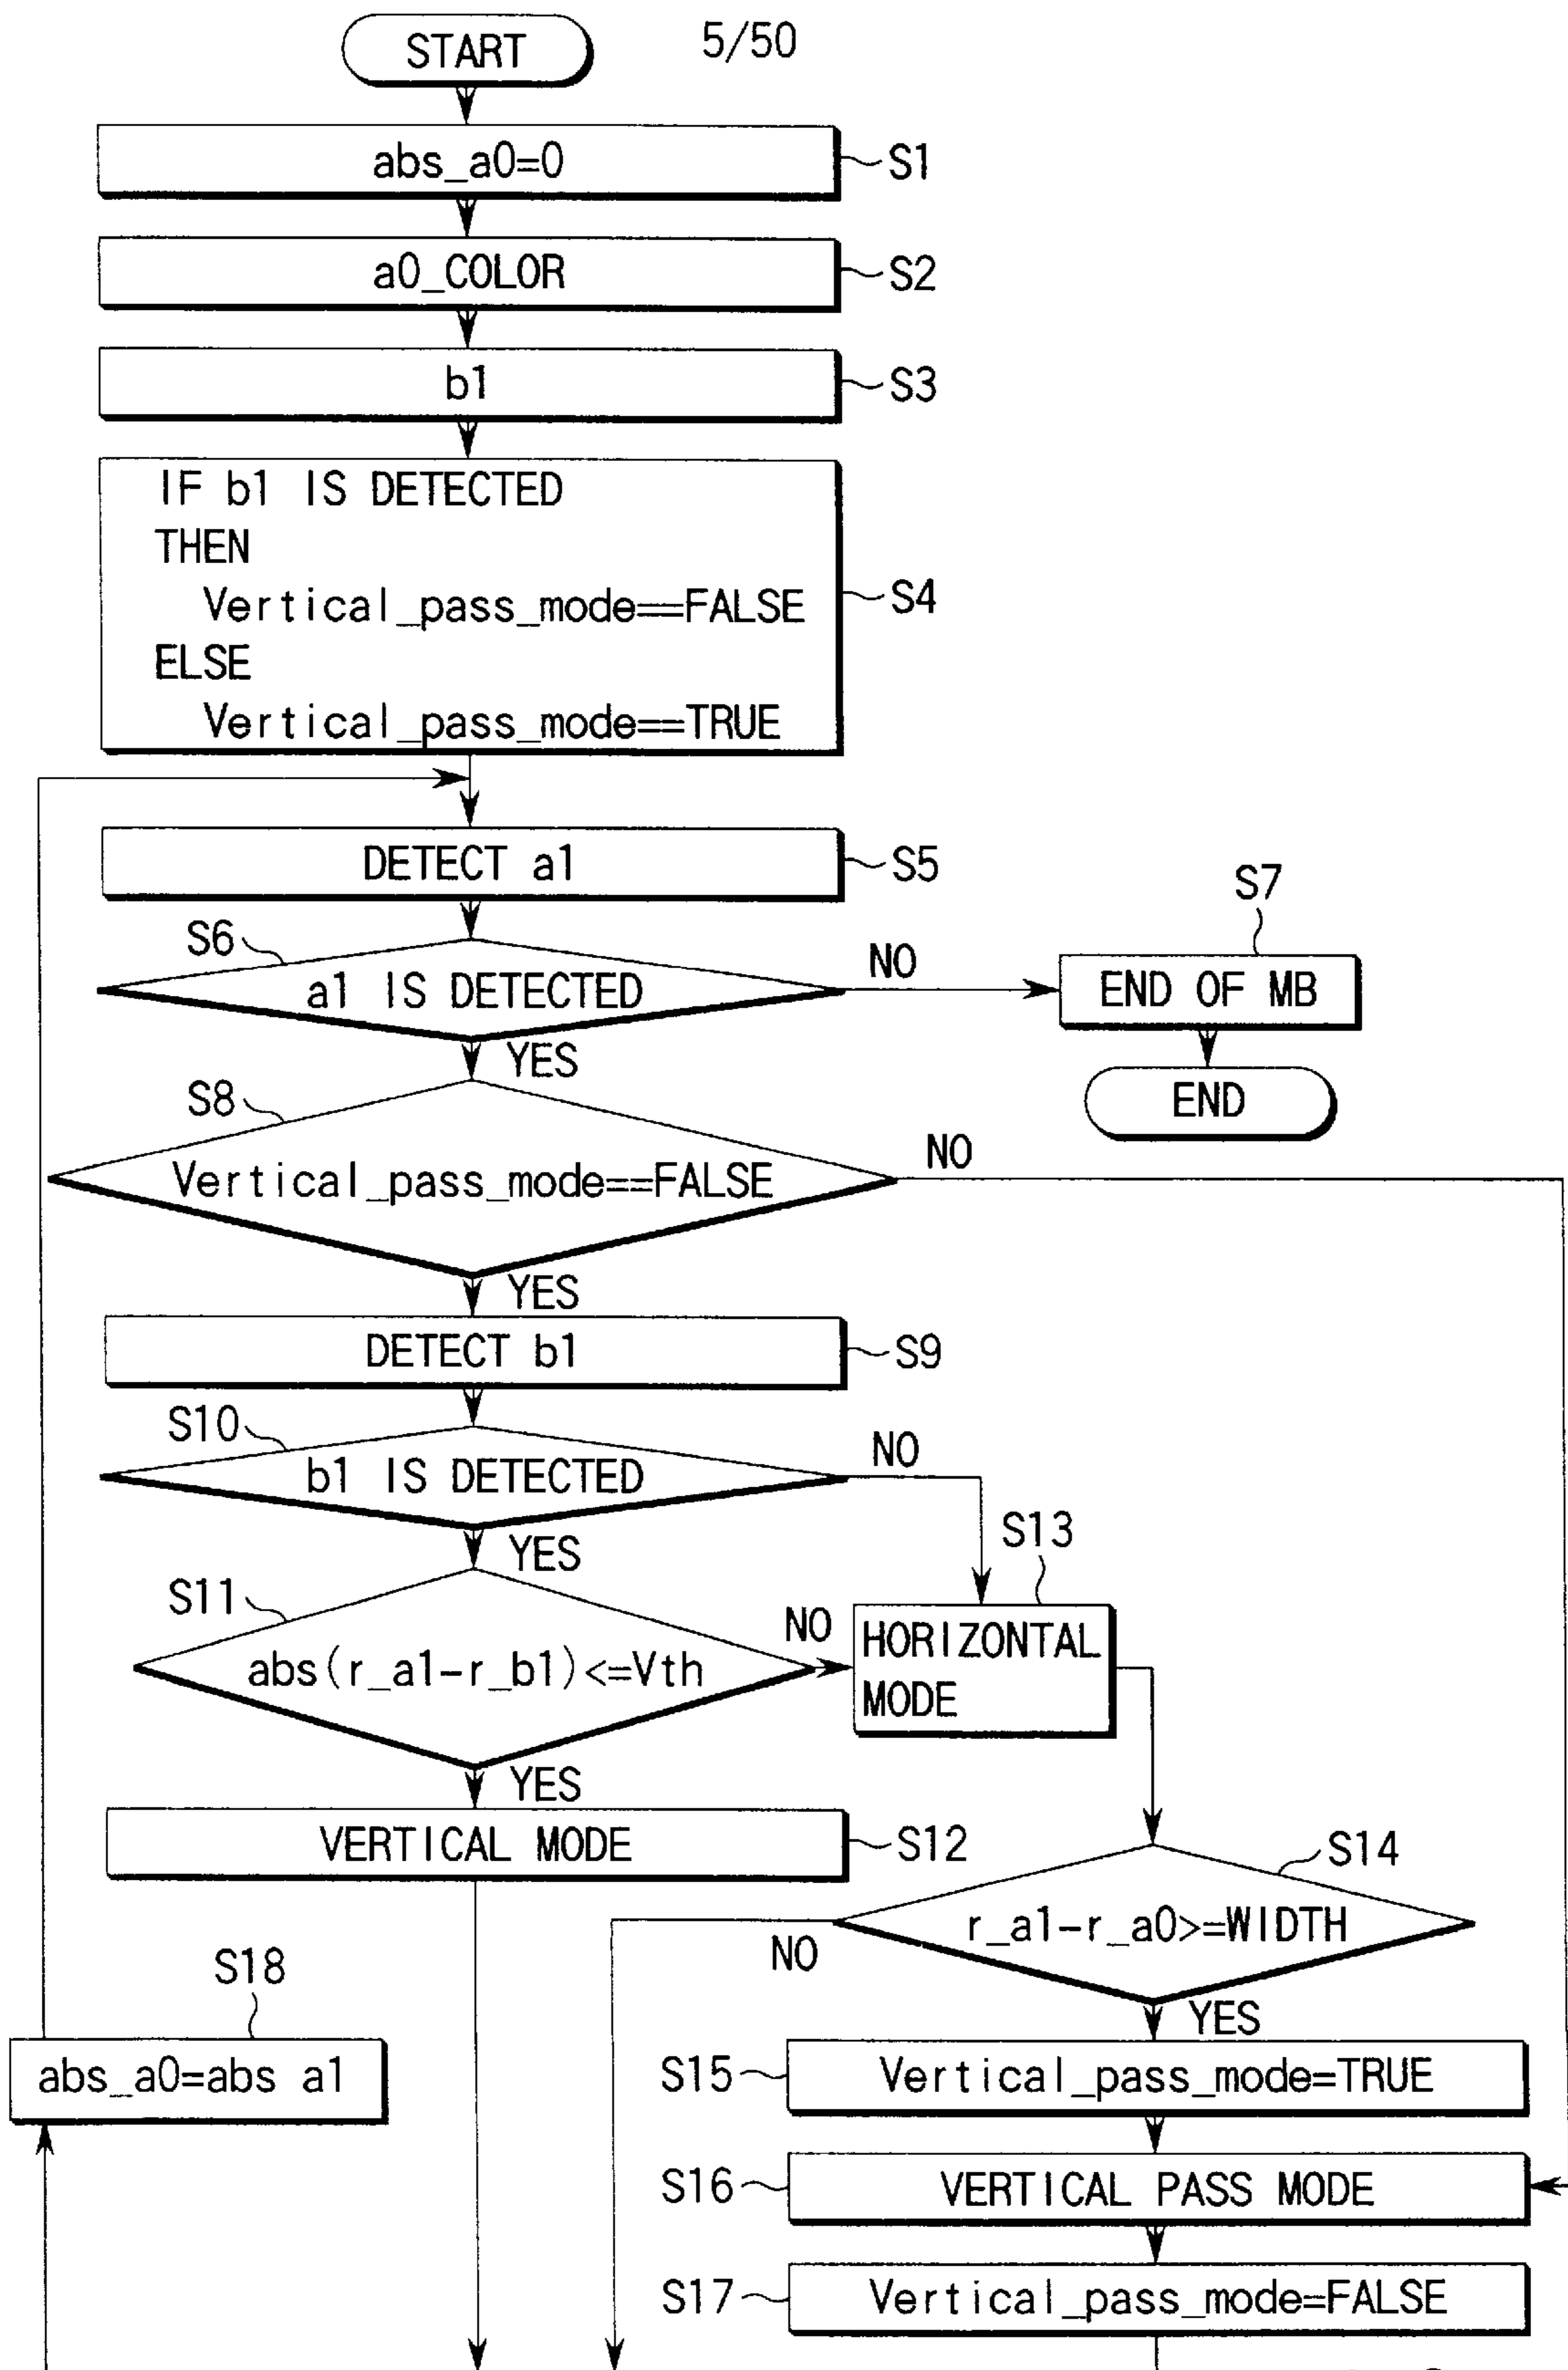 START
5/50
abs_a0=0
S1
a0_COLOR
S2
b1
S3
IF b1 IS DETECTED
THEN
Vertical_pass_mode==FALSE
ELSE
Vertical_pass_mode==TRUE
S4
DETECT a1
S5
S6
a1 IS DETECTED
NO
S7
END OF MB
END
YES
S8
Vertical_pass_mode==FALSE
NO
YES
DETECT b1
S9
S10
b1 IS DETECTED
NO
YES
S11
abs(r_a1-r_b1)<=Vth
NO
S13
HORIZONTAL
MODE
YES
VERTICAL MODE
S12
S14
r_a1-r_a0>=WIDTH
NO
YES
S18
abs_a0=abs a1
S15
Vertical_pass_mode=TRUE
S16
VERTICAL PASS MODE
S17
Vertical_pass_mode=FALSE